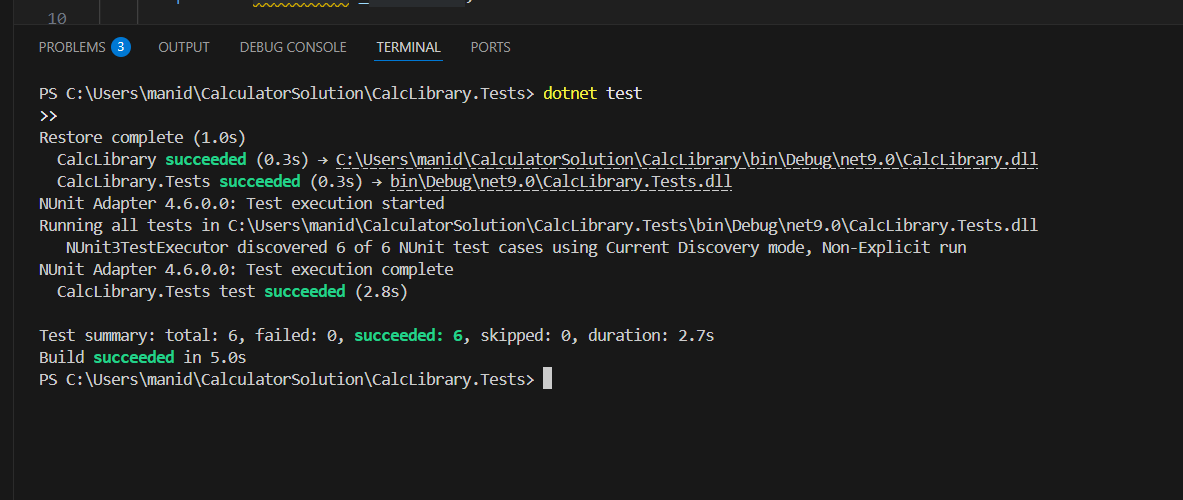 10
PROBLEMS 3 OUTPUT DEBUG CONSOLE TERMINAL PORTS
PS C:\Users\manid\CalculatorSolution\CalcLibrary.Tests> dotnet test
>>
Restore complete (1.0s)
  CalcLibrary succeeded (0.3s) → C:\Users\manid\CalculatorSolution\CalcLibrary\bin\Debug\net9.0\CalcLibrary.dll
  CalcLibrary.Tests succeeded (0.3s) → bin\Debug\net9.0\CalcLibrary.Tests.dll
NUnit Adapter 4.6.0.0: Test execution started
Running all tests in C:\Users\manid\CalculatorSolution\CalcLibrary.Tests\bin\Debug\net9.0\CalcLibrary.Tests.dll
   NUnit3TestExecutor discovered 6 of 6 NUnit test cases using Current Discovery mode, Non-Explicit run
NUnit Adapter 4.6.0.0: Test execution complete
  CalcLibrary.Tests test succeeded (2.8s)
Test summary: total: 6, failed: 0, succeeded: 6, skipped: 0, duration: 2.7s
Build succeeded in 5.0s
PS C:\Users\manid\CalculatorSolution\CalcLibrary.Tests>